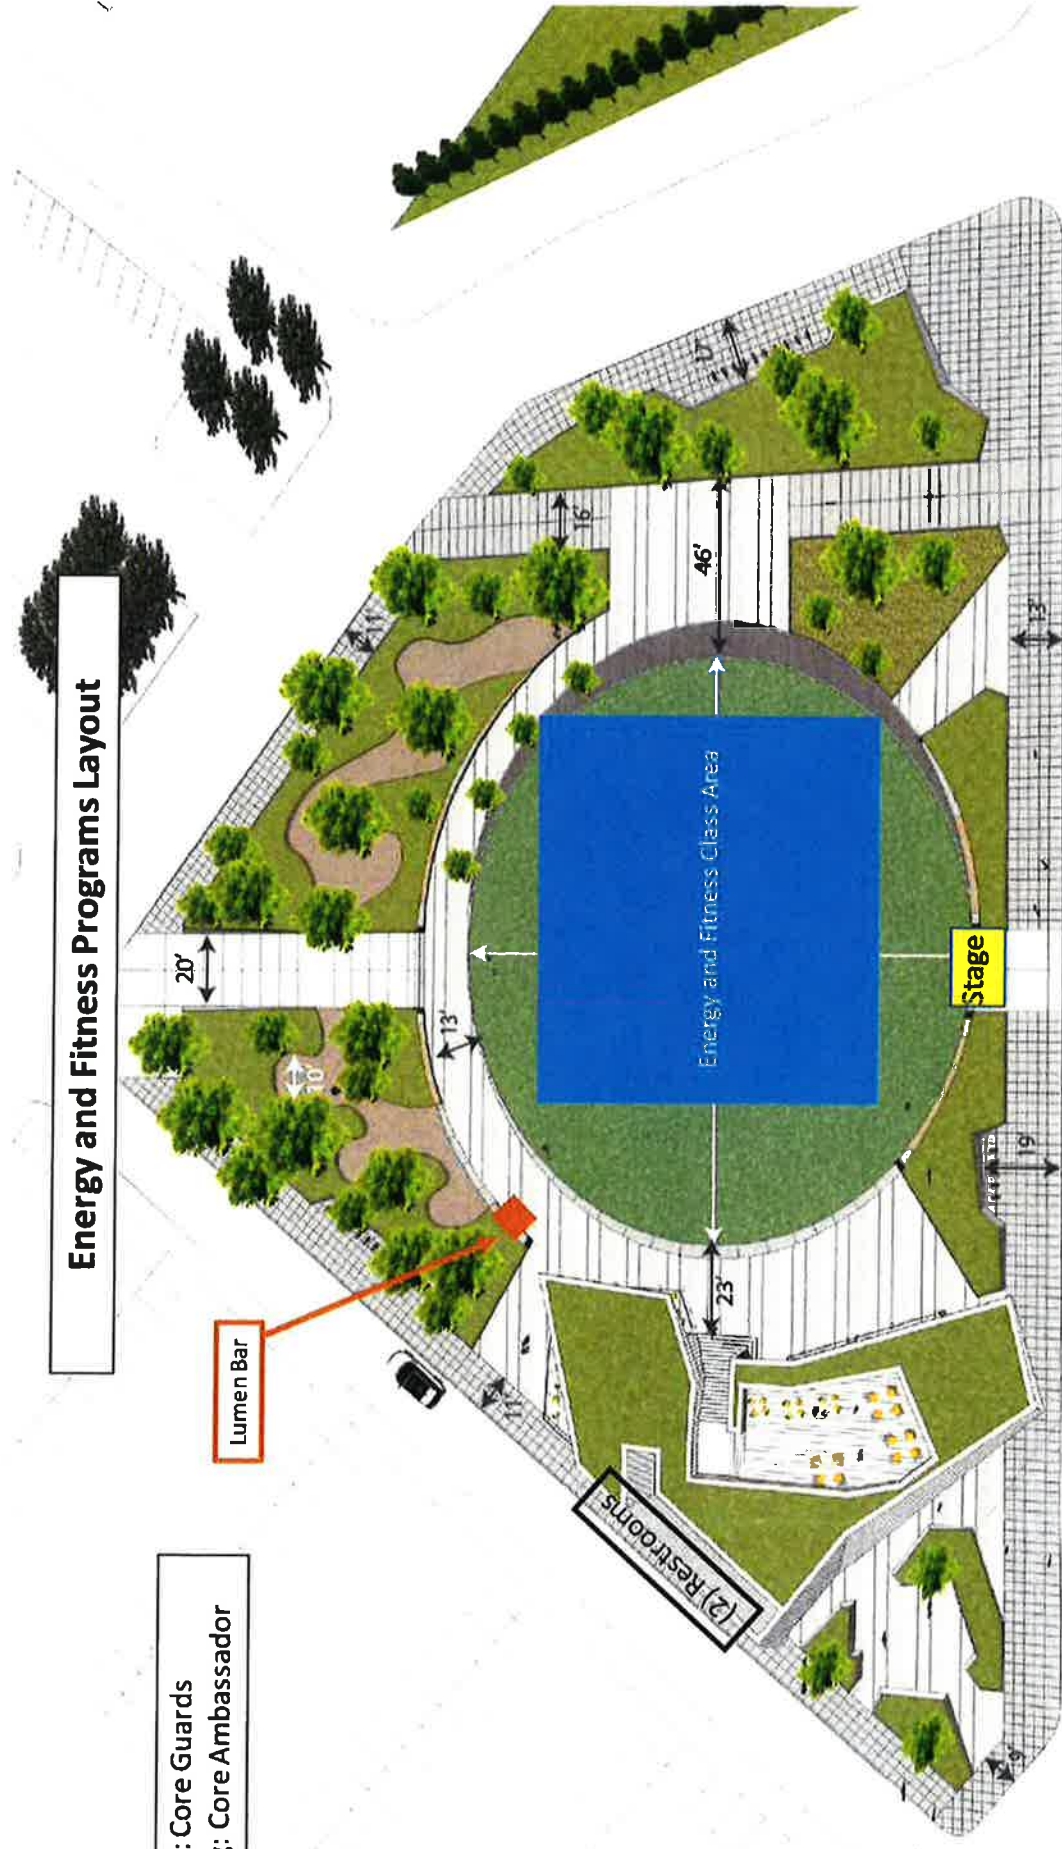 Energy and Fitness Programs Layout
: Core Guards
: Core Ambassador
Lumen Bar
(2) Restrooms
Energy and Fitness Class Area
Stage
20'
13'
10'
11'
16'
46'
23'
11'
13'
19
9'